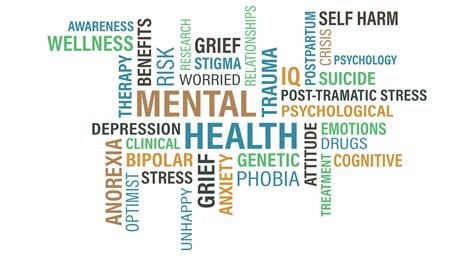 AWARENESS
WELLNESS
THERAPY
BENEFITS
RISK
RESEARCH
GRIEF
STIGMA
WORRIED
RELATIONSHIPS
TRAUMA
IQ
POSTPARTUM
SELF HARM
CRISIS
PSYCHOLOGY
SUICIDE
POST-TRAMATIC STRESS
PSYCHOLOGICAL
MENTAL
HEALTH
DEPRESSION
CLINICAL
BIPOLAR
STRESS
ANOREXIA
OPTIMIST
UNHAPPY
GRIEF
ANXIETY
GENETIC
PHOBIA
ATTITUDE
TREATMENT
EMOTIONS
DRUGS
COGNITIVE